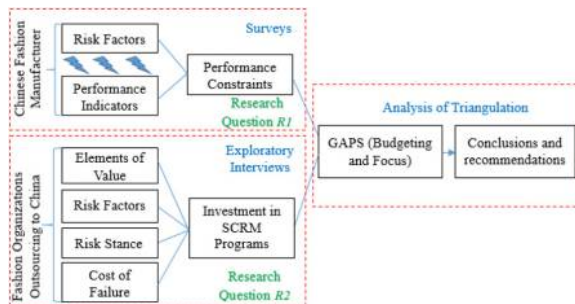 Chinese Fashion
Manufacturer
Risk Factors
Performance
Indicators
Surveys
Performance
Constraints
Research
Question R1
Fashion Organizations
Outsourcing to China
Elements of
Value
Risk Factors
Risk Stance
Cost of
Failure
Exploratory
Interviews
Investment in
SCRM
Programs
Research
Question R2
Analysis of Triangulation
GAPS (Budgeting
and Focus)
Conclusions and
recommendations